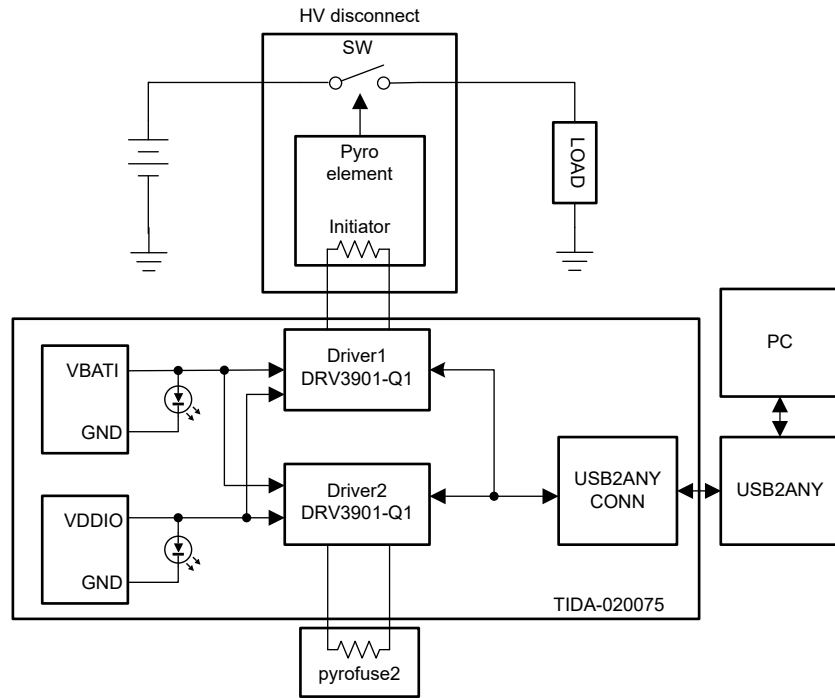 HV disconnect
SW
Pyro
element
Initiator
LOAD
VBATI
GND
VDDIO
GND
Driver1
DRV3901-Q1
Driver2
DRV3901-Q1
USB2ANY
CONN
PC
USB2ANY
TIDA-020075
pyrofuse2